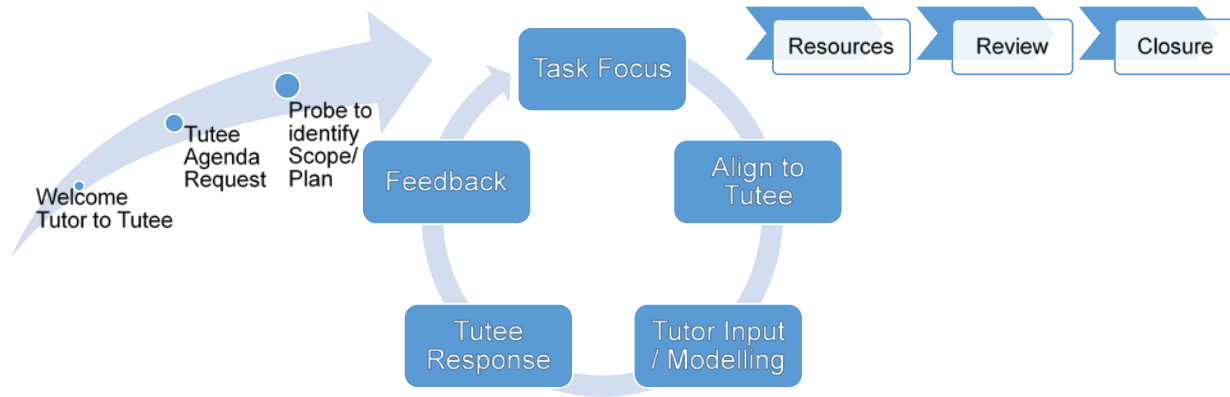 Welcome
Tutor to Tutee
Tutee
Agenda
Request
Probe to
identify
Scope/
Plan
Task Focus
Align to
Tutee
Tutor Input
/ Modelling
Tutee
Response
Feedback
Resources
Review
Closure